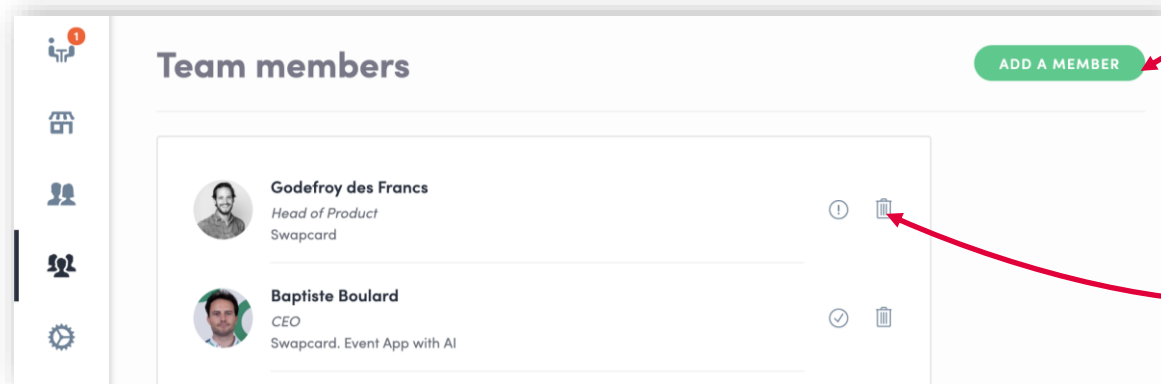 1
Team members
ADD A MEMBER
Godefroy des Francs
Head of Product
Swapcard
Baptiste Boulard
CEO
Swapcard. Event App with AI